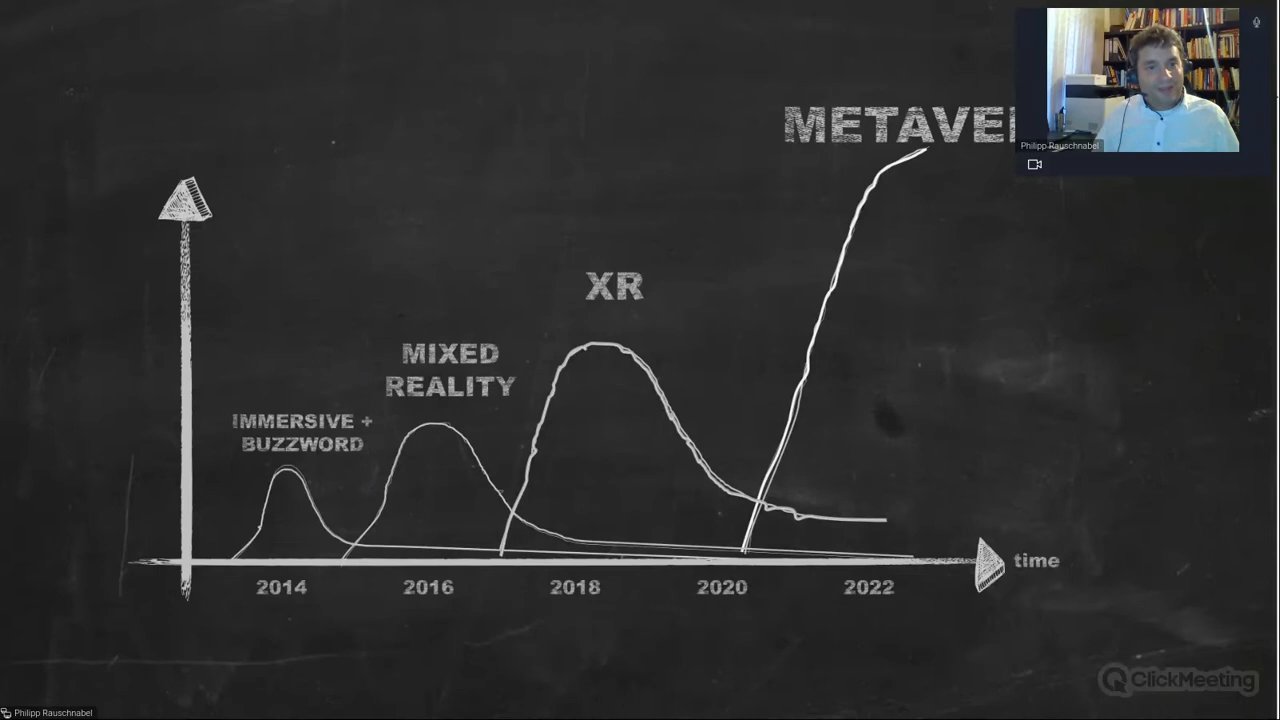 METAVE
Philipp Rauschnabel
XR
MIXED
REALITY
IMMERSIVE +
BUZZWORD
time
2014 2016 2018 2020 2022
ClickMeeting
Philipp Rauschnabel